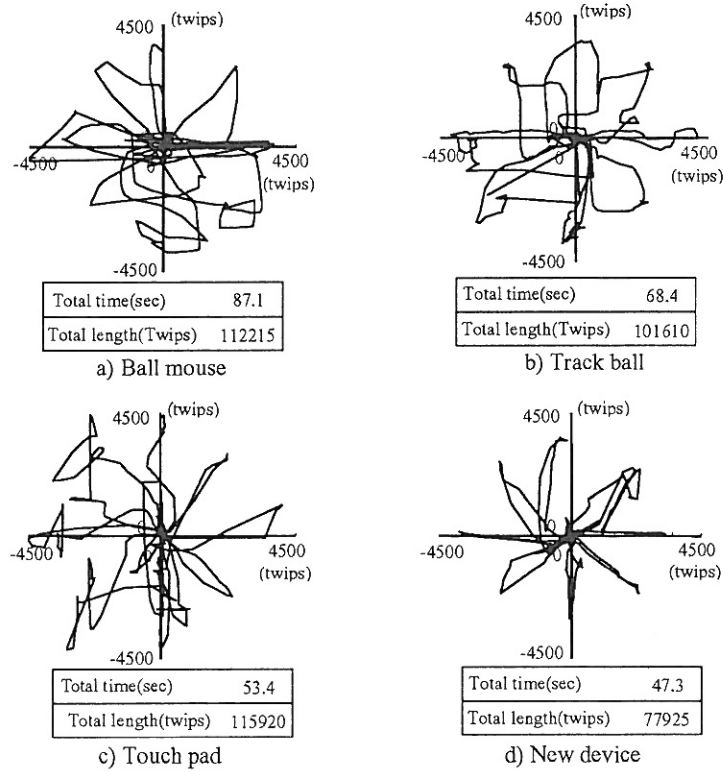 4500 (twips)
-4500 0 4500
(twips)
-4500
Total time(sec) 87.1
Total length(Twips) 112215
a) Ball mouse
4500 (twips)
0
-4500 0 4500
(twips)
-4500
Total time(sec) 68.4
Total length(Twips) 101610
b) Track ball
4500 (twips)
-4500 4500
(twips)
-4500
Total time(sec) 53.4
Total length(twips) 115920
c) Touch pad
4500 (twips)
0
-4500 0 4500
(twips)
-4500
Total time(sec) 47.3
Total length(twips) 77925
d) New device